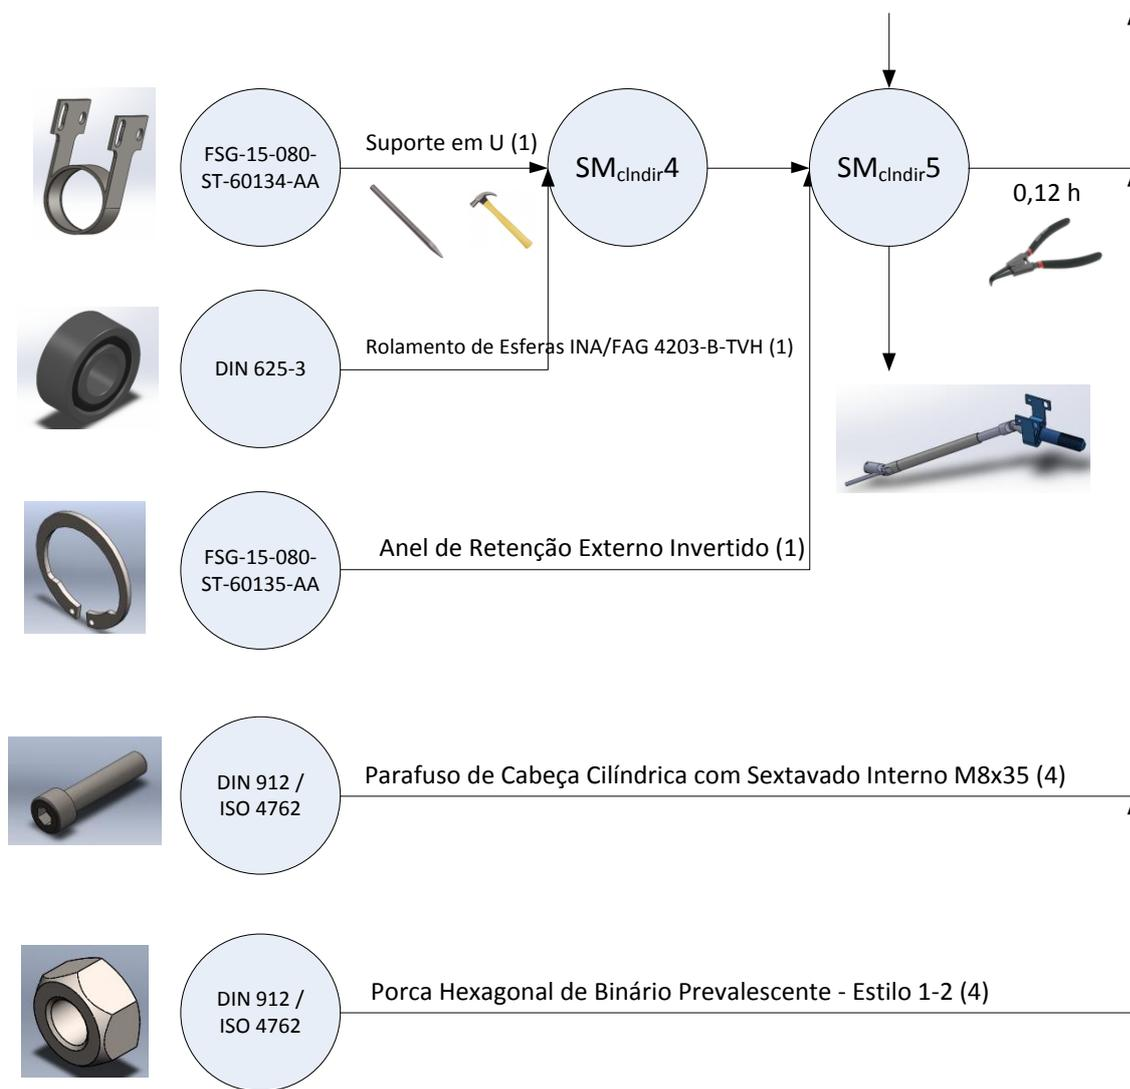 FSG-15-080-
ST-60134-AA
Suporte em U (1)
SMclndir4
SMclndir5
0,12 h
DIN 625-3
Rolamento de Esferas INA/FAG 4203-B-TVH (1)
FSG-15-080-
ST-60135-AA
Anel de Retenção Externo Invertido (1)
DIN 912 /
ISO 4762
Parafuso de Cabeça Cilíndrica com Sextavado Interno M8x35 (4)
DIN 912 /
ISO 4762
Porca Hexagonal de Binário Prevalescente - Estilo 1-2 (4)